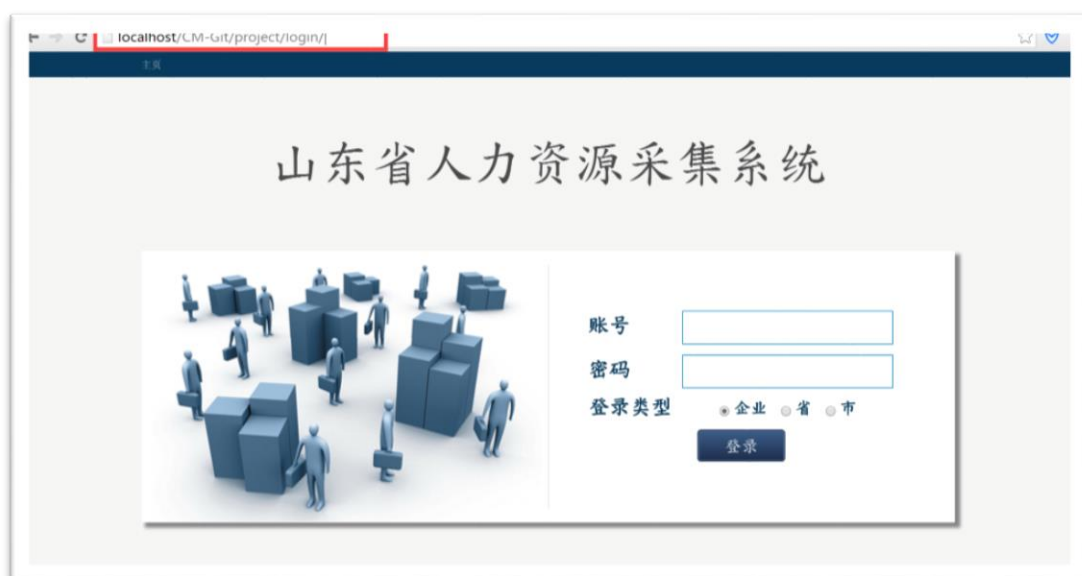 localhost/CM-Git/project/login/
主页
山东省人力资源采集系统
账号
密码
登录类型 企业 省 市
登录